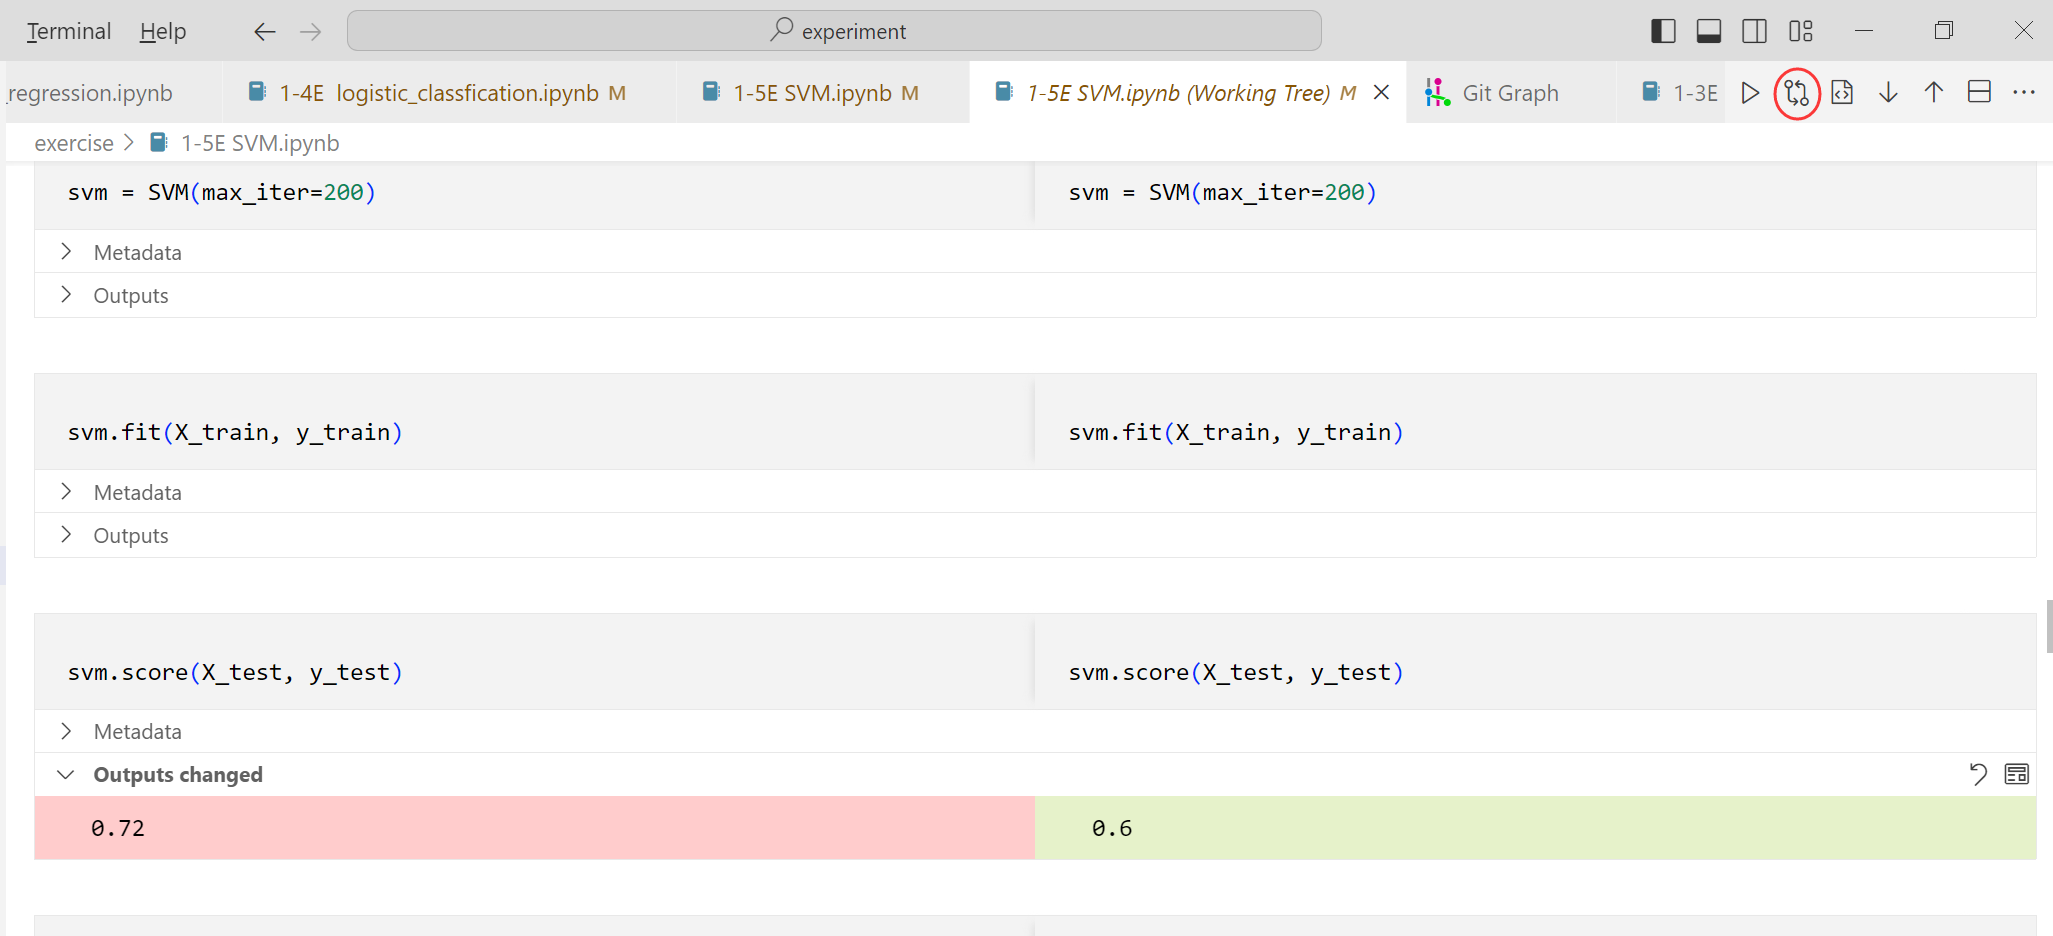 Terminal Help experiment
_regression.ipynb 1-4E logistic_classfication.ipynb M 1-5E SVM.ipynb M 1-5E SVM.ipynb (Working Tree) M Git Graph 1-3E
exercise > 1-5E SVM.ipynb
svm = SVM(max_iter=200) svm = SVM(max_iter=200)
Metadata
Outputs
svm.fit(X_train, y_train) svm.fit(X_train, y_train)
Metadata
Outputs
svm.score(X_test, y_test) svm.score(X_test, y_test)
Metadata
Outputs changed
0.72 0.6